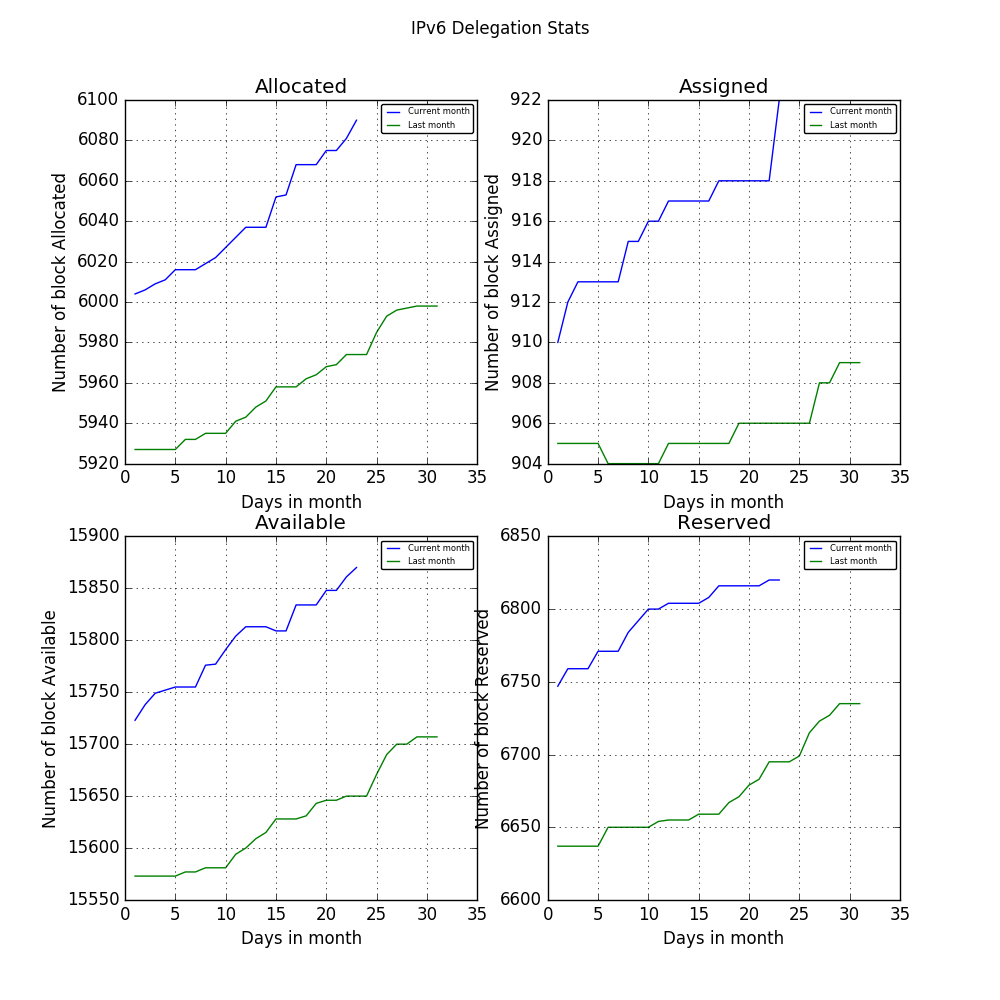 IPv6 Delegation Stats
Allocated
Number of block Allocated
6100
6080
6060
6040
6020
6000
5980
5960
5940
5920
Current month
Last month
0 5 10 15 20 25 30 35
Days in month
Assigned
Number of block Assigned
922
920
918
916
914
912
910
908
906
904
Current month
Last month
0 5 10 15 20 25 30 35
Days in month
Available
Number of block Available
15900
15850
15800
15750
15700
15650
15600
15550
Current month
Last month
0 5 10 15 20 25 30 35
Days in month
Reserved
Number of block Reserved
6850
6800
6750
6700
6650
6600
Current month
Last month
0 5 10 15 20 25 30 35
Days in month